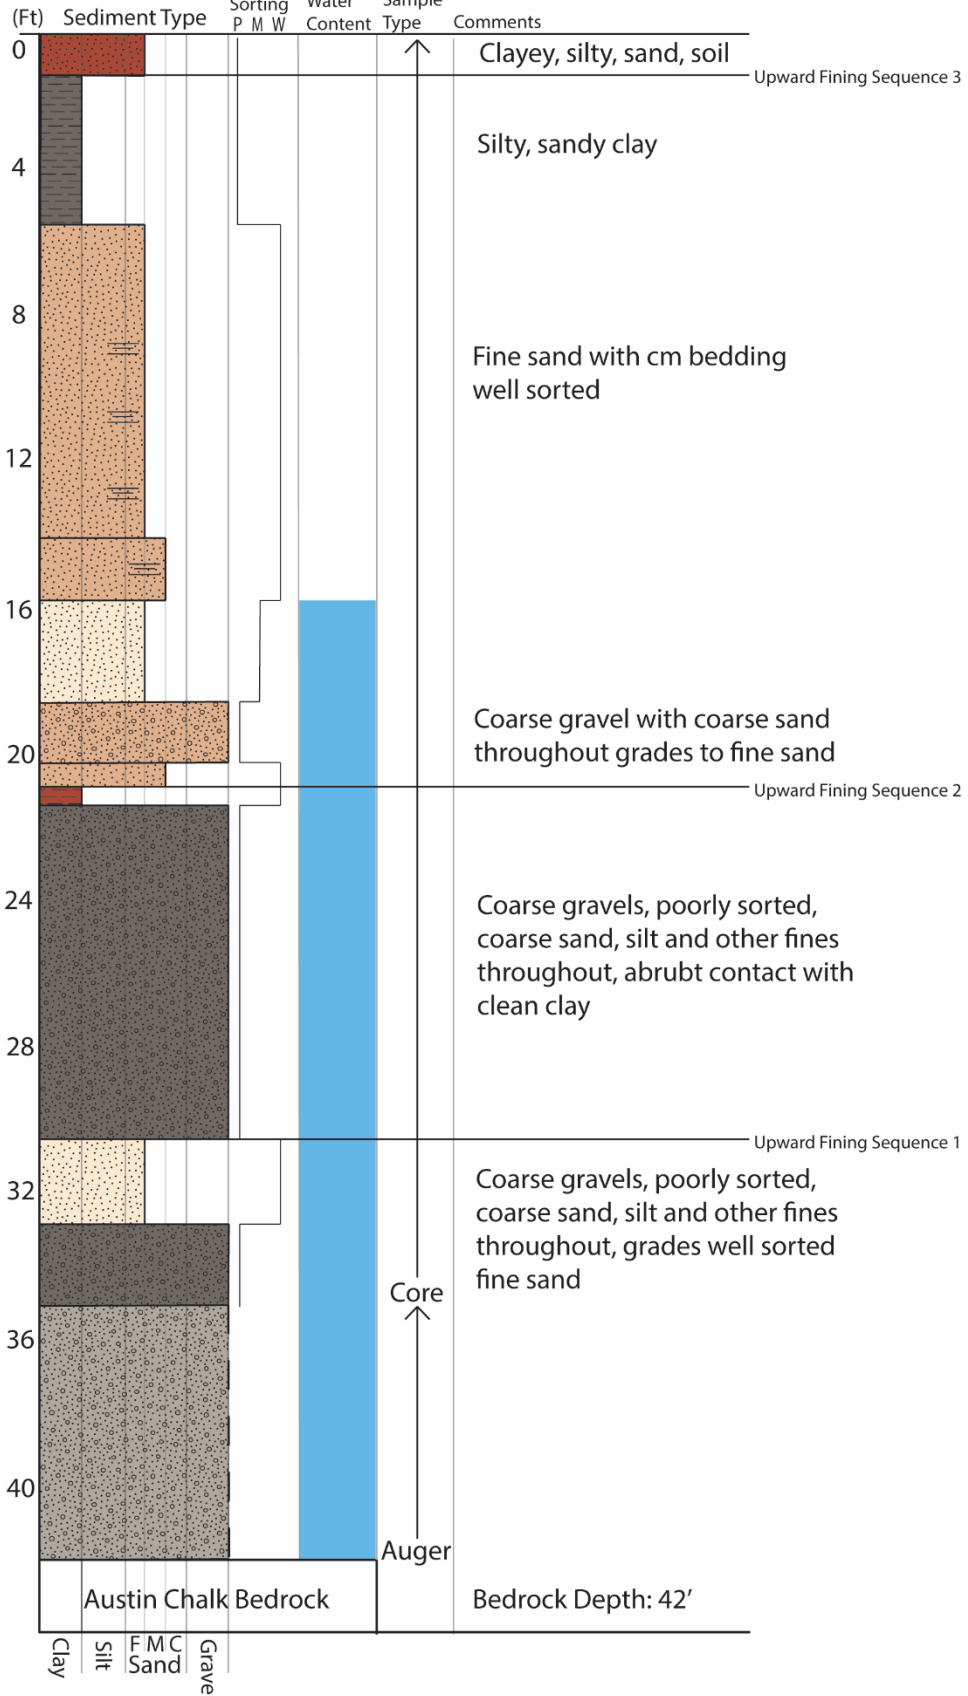 (Ft) Sediment Type Sorting Water Sample
P M W Content Type Comments
0
Clayey, silty, sand, soil
Upward Fining Sequence 3
Silty, sandy clay
4
8
Fine sand with cm bedding
well sorted
12
16
Coarse gravel with coarse sand
throughout grades to fine sand
20
Upward Fining Sequence 2
24
Coarse gravels, poorly sorted,
coarse sand, silt and other fines
throughout, abrubt contact with
clean clay
28
Upward Fining Sequence 1
32
Coarse gravels, poorly sorted,
coarse sand, silt and other fines
throughout, grades well sorted
fine sand
Core
36
40
Auger
Austin Chalk Bedrock
Bedrock Depth: 42’
Clay
Silt
F M C
Sand
Grave